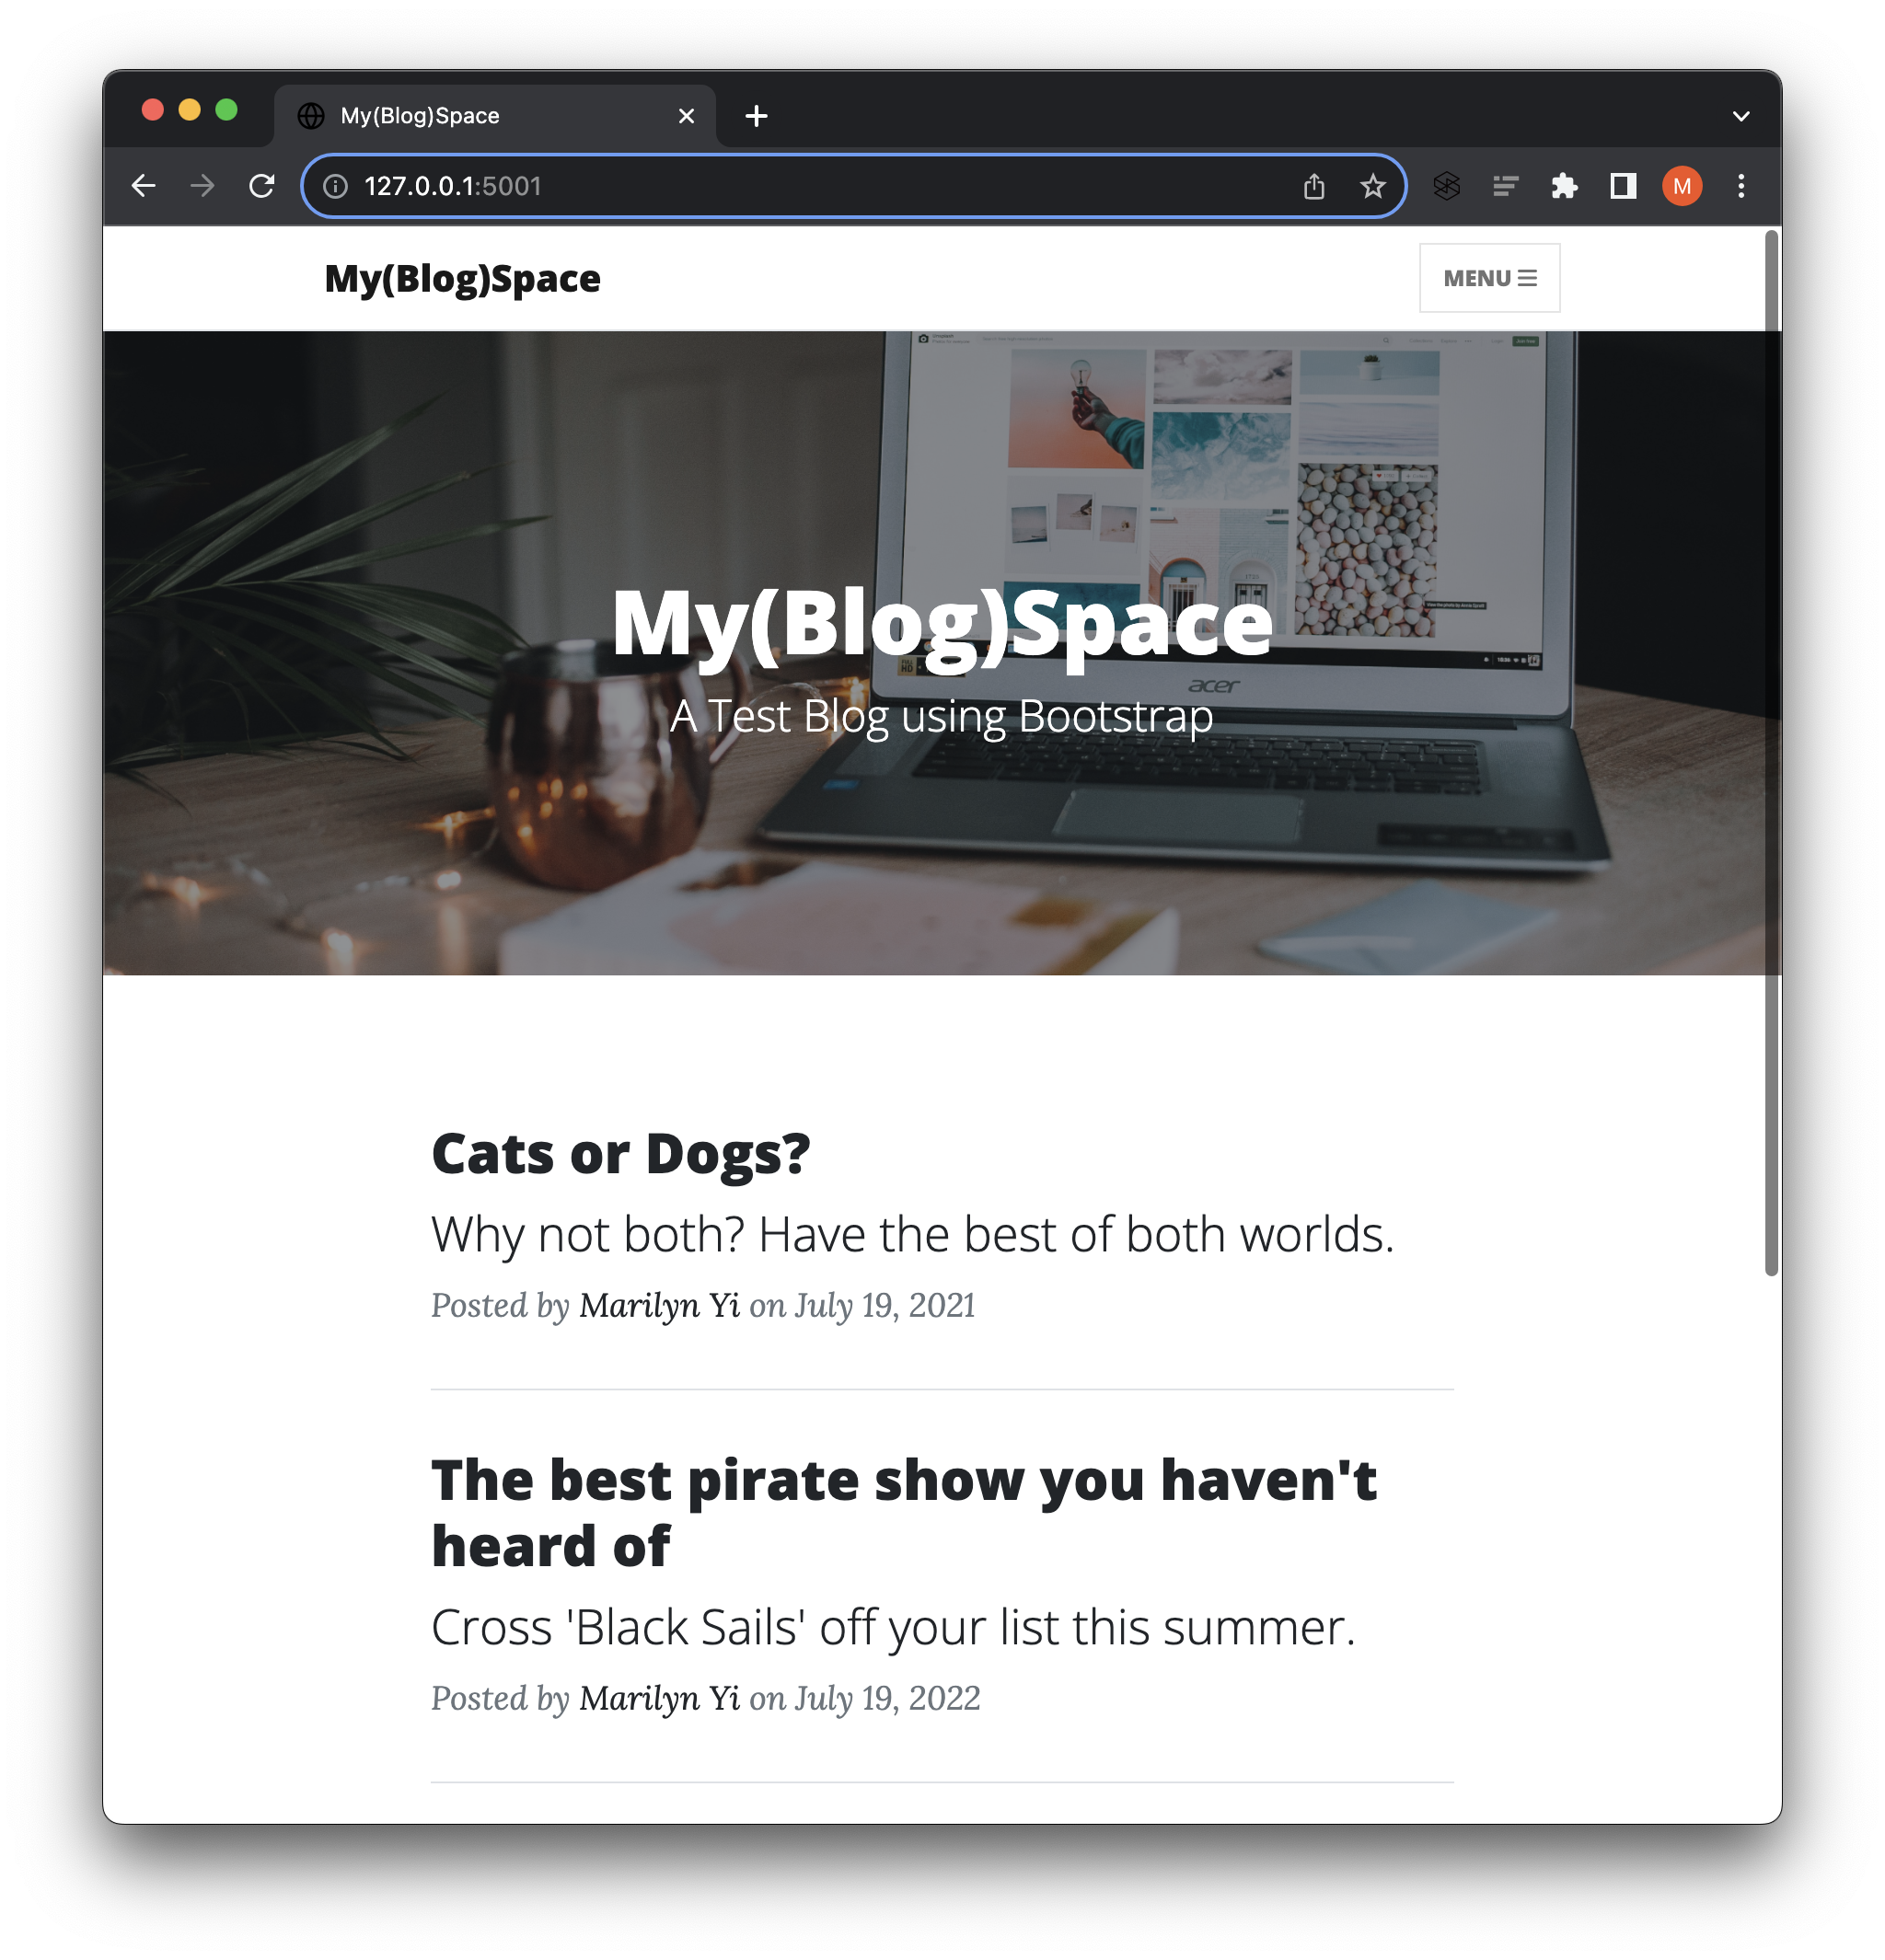 My(Blog)Space
127.0.0.1:5001
M
My(Blog)Space
MENU
My(Blog)Space
acer
A Test Blog using Bootstrap
Cats or Dogs?
Why not both? Have the best of both worlds.
Posted by Marilyn Yi on July 19, 2021
The best pirate show you haven't
heard of
Cross 'Black Sails' off your list this summer.
Posted by Marilyn Yi on July 19, 2022